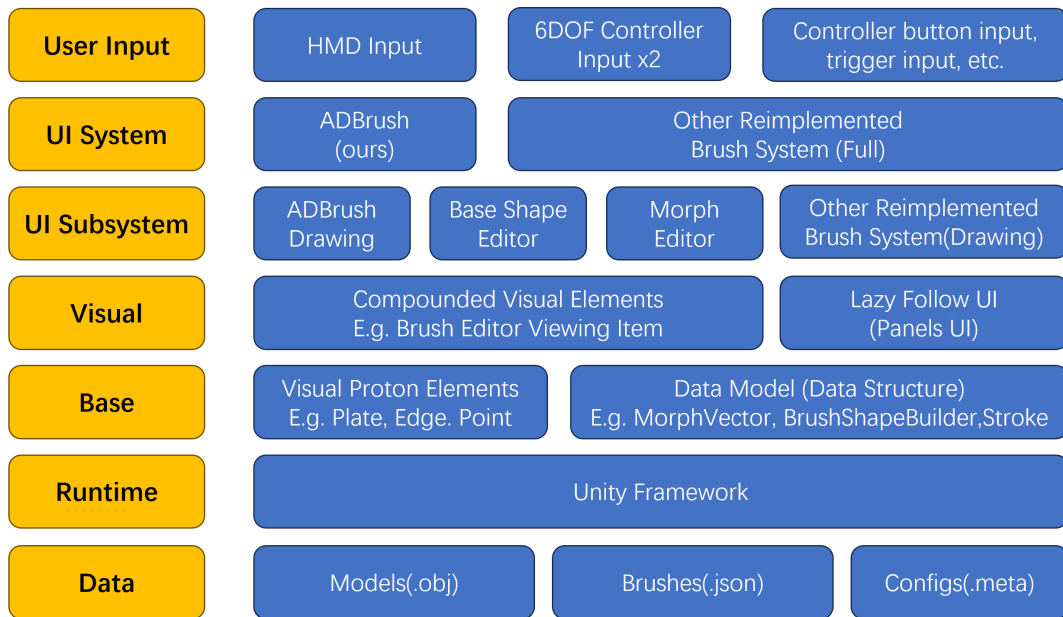 User Input
HMD Input
6DOF Controller
Input x2
Controller button input,
trigger input, etc.
UI System
ADBrush
(ours)
Other Reimplemented
Brush System (Full)
UI Subsystem
ADBrush
Drawing
Base Shape
Editor
Morph
Editor
Other Reimplemented
Brush System(Drawing)
Visual
Compounded Visual Elements
E.g. Brush Editor Viewing Item
Lazy Follow UI
(Panels UI)
Base
Visual Proton Elements
E.g. Plate, Edge. Point
Data Model (Data Structure)
E.g. MorphVector, BrushShapeBuilder,Stroke
Runtime
Unity Framework
Data
Models(.obj)
Brushes(.json)
Configs(.meta)